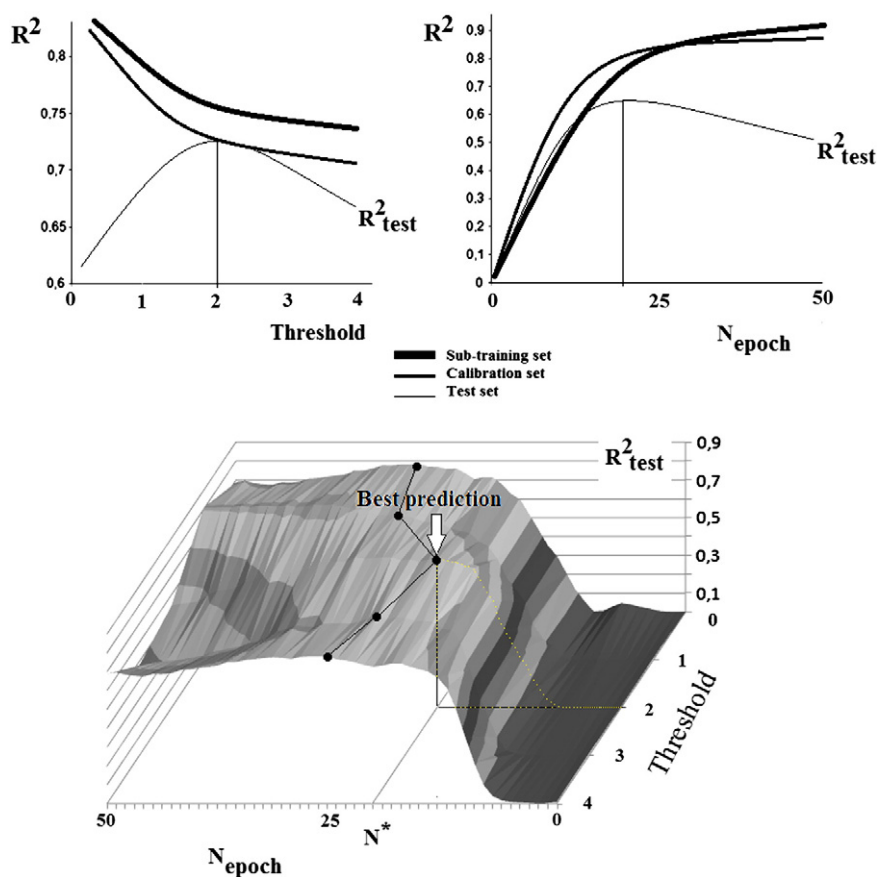 R²
0,8
0,75
0,7
0,65
0,6
0
1
2
3
4
R²test
Threshold
R²
0.9
0.8
0.7
0.6
0.5
0.4
0.3
0.2
0.1
0
0
25
50
R²test
Nepoch
Sub-training set
Calibration set
Test set
R²test
0,9
0,7
0,5
0,3
0,1
0
1
2
3
4
Threshold
Best prediction
50
25
N*
0
Nepoch